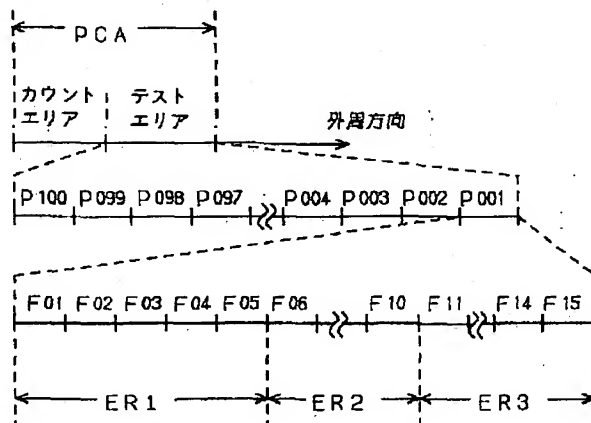 PCA
カウント
エリア
テスト
エリア
外周方向
P100 P099 P098 P097 P004 P003 P002 P001
F01 F02 F03 F04 F05 F06 F10 F11 F14 F15
ER1 ER2 ER3